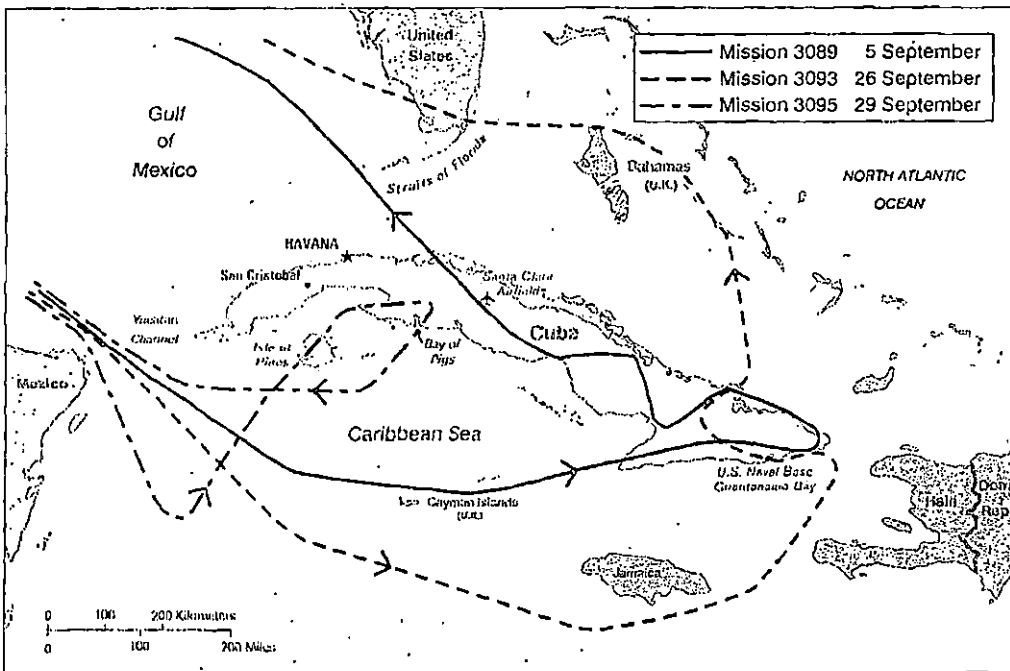 United
States
Mission 3089 5 September
Mission 3093 26 September
Mission 3095 29 September
Gulf
of
Mexico
Straits of Florida
Bahamas
(U.K.)
NORTH ATLANTIC
OCEAN
HAVANA
San Cristobal
Santa Clara
Airfield
Yucatan
Channel
Isle of
Pines
Bay of
Pigs
Cuba
Mexico
Caribbean Sea
U.S. Naval Base
Guantanamo Bay
Cayman Islands
(U.K.)
Haiti
Dom
Rep
Jamaica
0 100 200 Kilometers
0 100 200 Miles